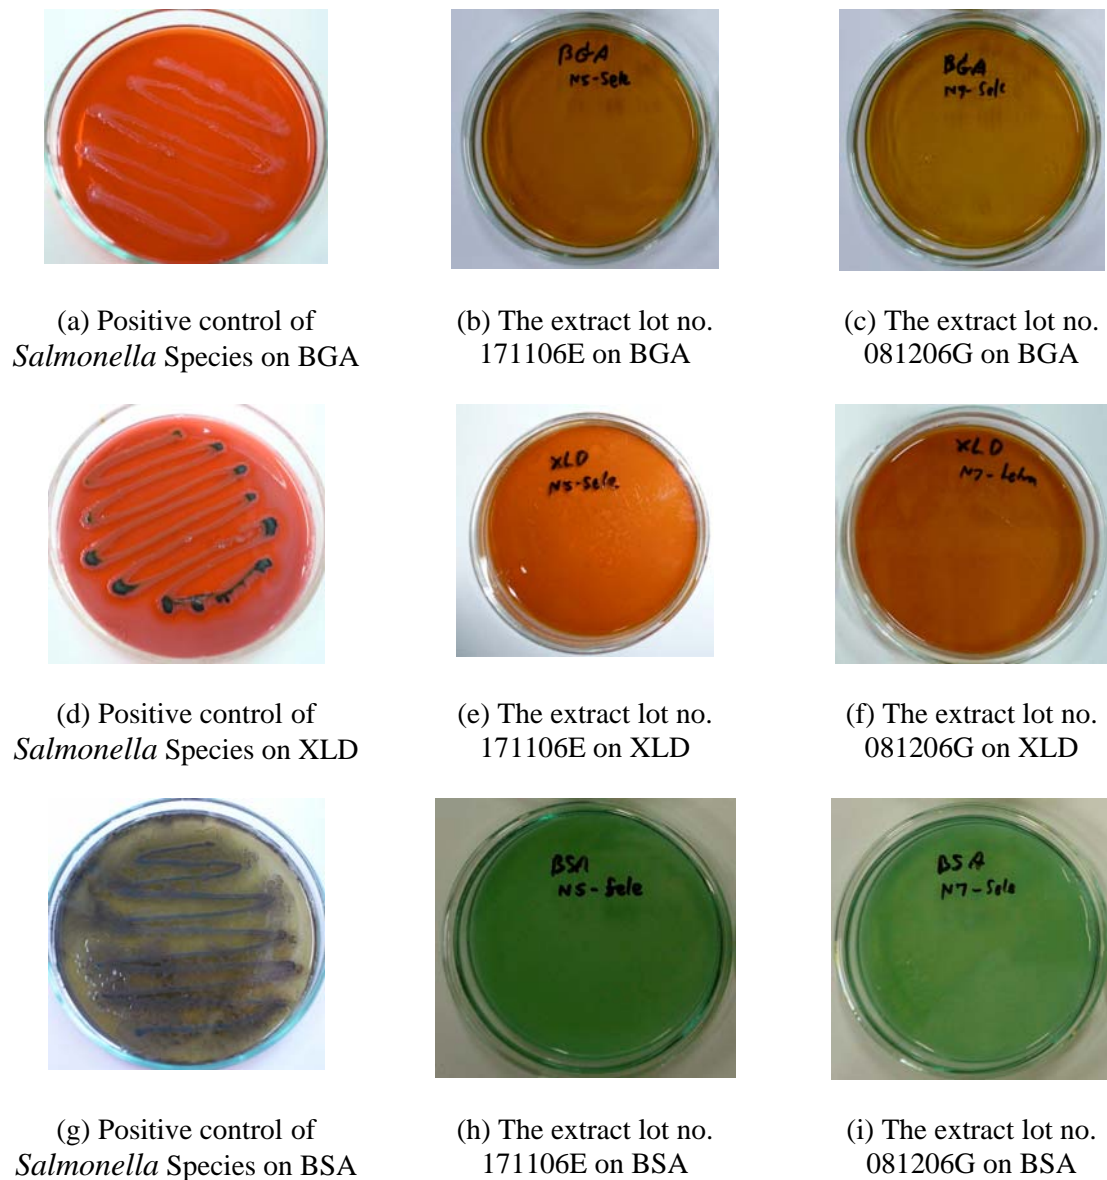 BGA
N5-Sele
BGA
N7-Sele
(a) Positive control of
Salmonella Species on BGA
(b) The extract lot no.
171106E on BGA
(c) The extract lot no.
081206G on BGA
XLD
N5-Sele
XLD
(d) Positive control of
Salmonella Species on XLD
(e) The extract lot no.
171106E on XLD
(f) The extract lot no.
081206G on XLD
BSA
N5-Sele
BSA
N7-Sele
(g) Positive control of
Salmonella Species on BSA
(h) The extract lot no.
171106E on BSA
(i) The extract lot no.
081206G on BSA